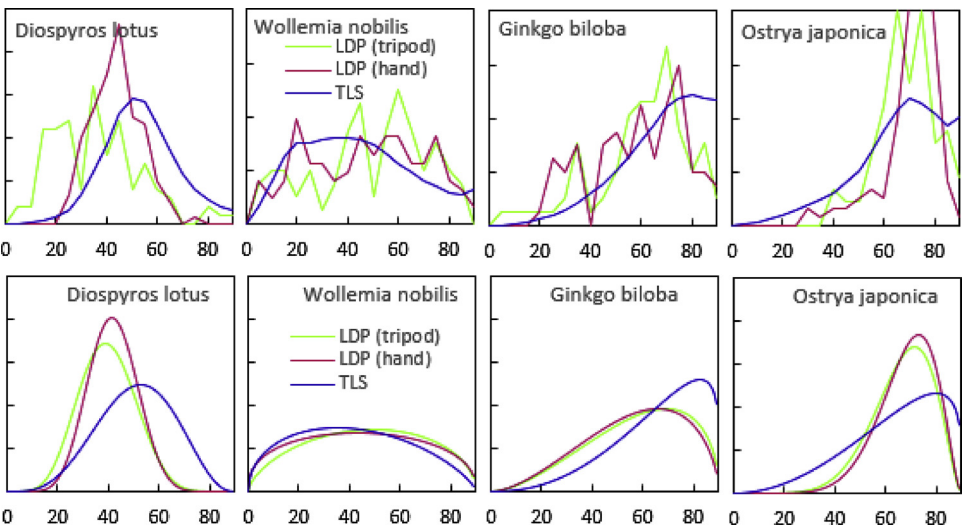 Diospyros lotus
Wollemia nobilis
LDP (tripod)
LDP (hand)
TLS
Ginkgo biloba
Ostrya japonica
0 20 40 60 80
0 20 40 60 80
0 20 40 60 80
0 20 40 60 80
Diospyros lotus
Wollemia nobilis
LDP (tripod)
LDP (hand)
TLS
Ginkgo biloba
Ostrya japonica
0 20 40 60 80
0 20 40 60 80
0 20 40 60 80
0 20 40 60 80